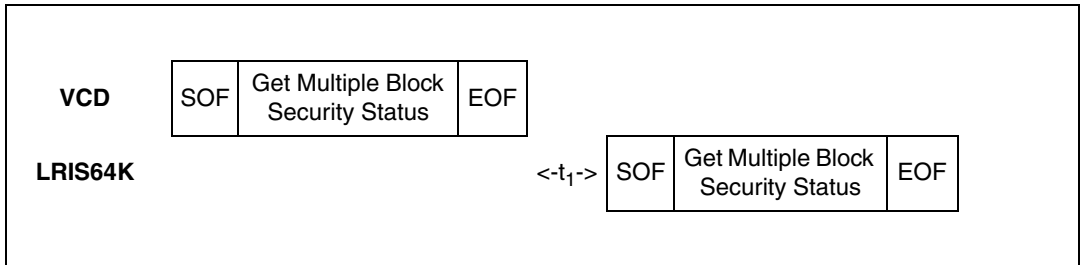 VCD SOF Get Multiple Block Security Status EOF
LRIS64K <-t₁-> SOF Get Multiple Block Security Status EOF